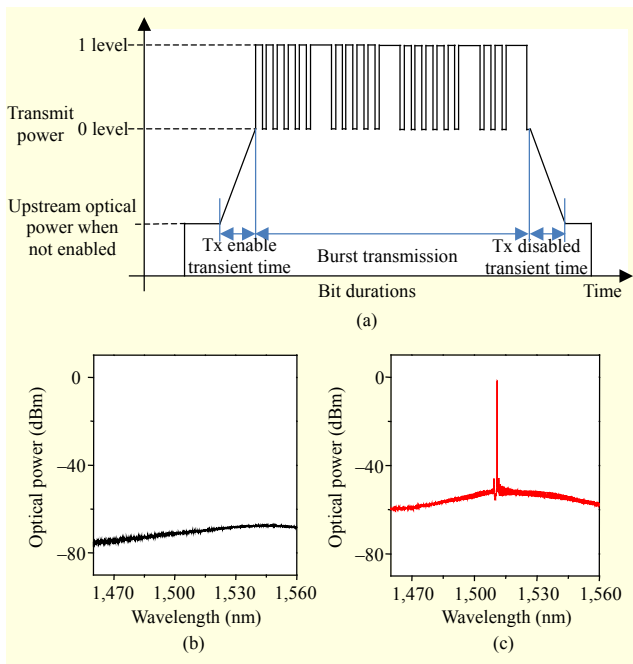 1 level
Transmit
power
0 level
Upstream optical
power when
not enabled
Tx enable
transient time
Burst transmission
Tx disabled
transient time
Bit durations
Time
(a)
Optical power (dBm)
0
−40
−80
1,470
1,500
1,530
1,560
Wavelength (nm)
(b)
Optical power (dBm)
0
−40
−80
1,470
1,500
1,530
1,560
Wavelength (nm)
(c)